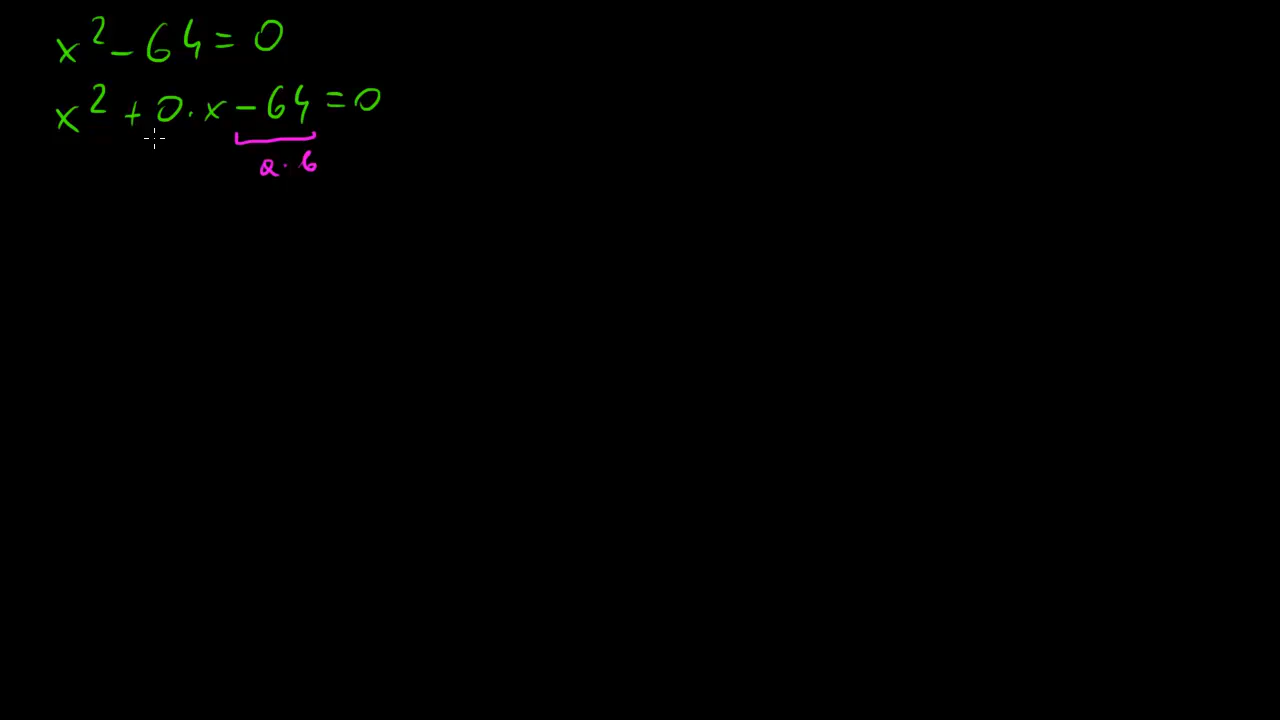 x² - 64 = 0
x² + 0 · x - 64 = 0
a · b